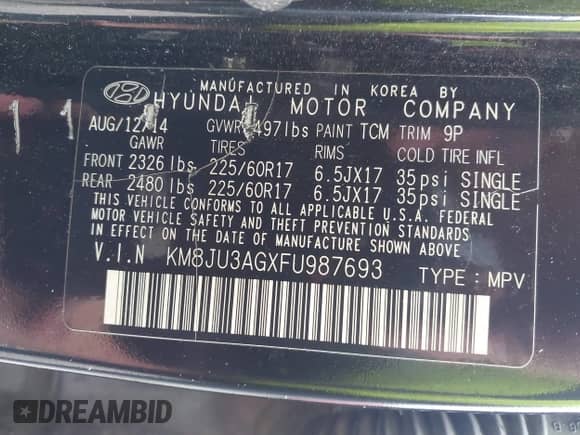 MANUFACTURED IN KOREA BY
HYUNDAI MOTOR COMPANY
AUG/12/14 GVWR 497lbs PAINT TCM TRIM 9P
GAWR TIRES RIMS COLD TIRE INFL
FRONT 2326 lbs 225/60R17 6.5JX17 35psi SINGLE
REAR 2480 lbs 225/60R17 6.5JX17 35psi SINGLE
THIS VEHICLE CONFORMS TO ALL APPLICABLE U.S.A. FEDERAL
MOTOR VEHICLE SAFETY AND THEFT PREVENTION STANDARDS
IN EFFECT ON THE DATE OF MANUFACTURE SHOWN ABOVE.
V.I.N KM8JU3AGXFU987693 TYPE : MPV
DREAMBID